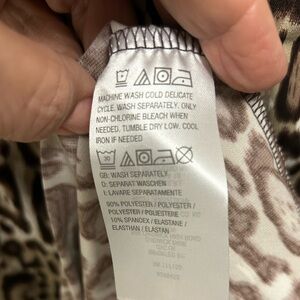 MACHINE WASH COLD DELICATE
CYCLE. WASH SEPARATELY. ONLY
NON-CHLORINE BLEACH WHEN
NEEDED. TUMBLE DRY LOW. COOL
IRON IF NEEDED
30
GB: WASH SEPARATELY
D: SEPARAT WASCHEN
I: LAVARE SEPARATAMENTE
90% POLYESTER / POLYESTER /
POLYESTER / POLIESTERE
10% SPANDEX / ELASTANE /
ELASTHAN / ELASTAN